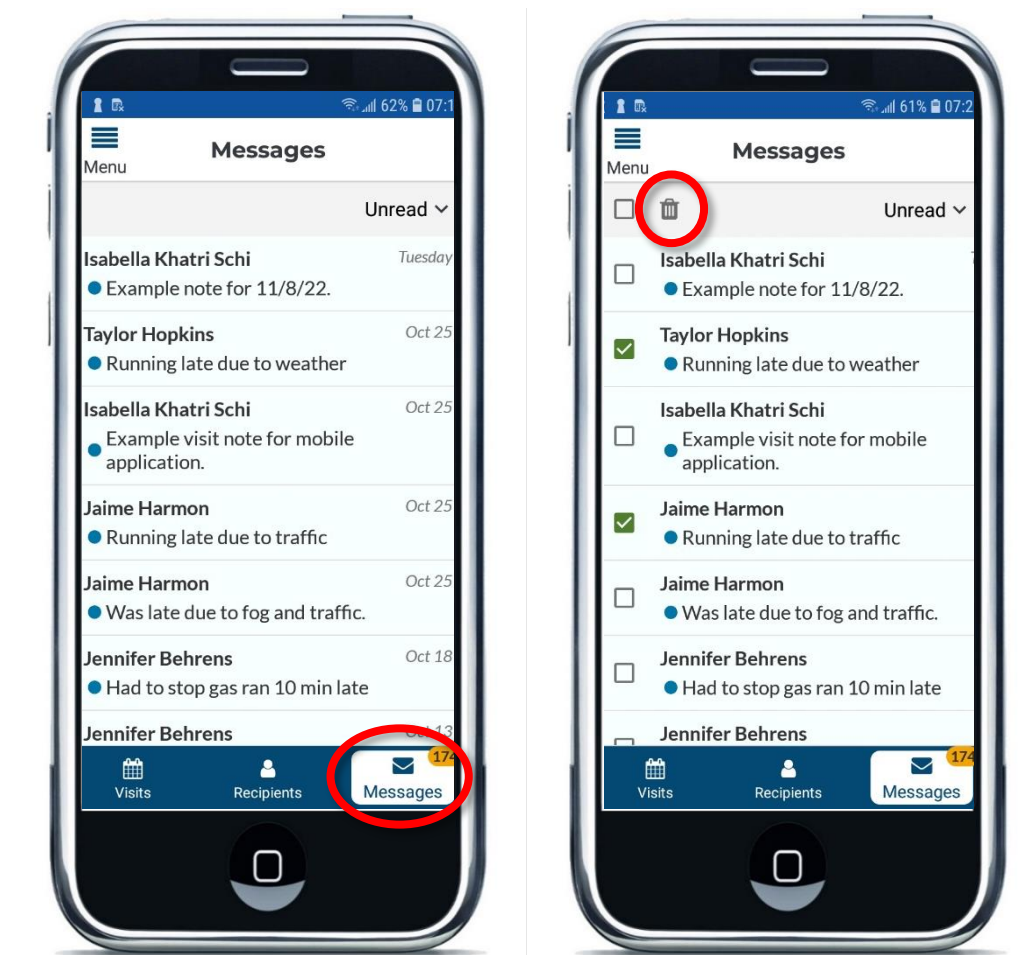 62% 07:1
Menu
Messages
Unread
Isabella Khatri Schi Tuesday
Example note for 11/8/22.
Taylor Hopkins Oct 25
Running late due to weather
Isabella Khatri Schi Oct 25
Example visit note for mobile
application.
Jaime Harmon Oct 25
Running late due to traffic
Jaime Harmon Oct 25
Was late due to fog and traffic.
Jennifer Behrens Oct 18
Had to stop gas ran 10 min late
Jennifer Behrens Oct 13
174
Visits Recipients Messages
61% 07:2
Menu
Messages
Unread
Isabella Khatri Schi
Example note for 11/8/22.
Taylor Hopkins
Running late due to weather
Isabella Khatri Schi
Example visit note for mobile
application.
Jaime Harmon
Running late due to traffic
Jaime Harmon
Was late due to fog and traffic.
Jennifer Behrens
Had to stop gas ran 10 min late
Jennifer Behrens
174
Visits Recipients Messages